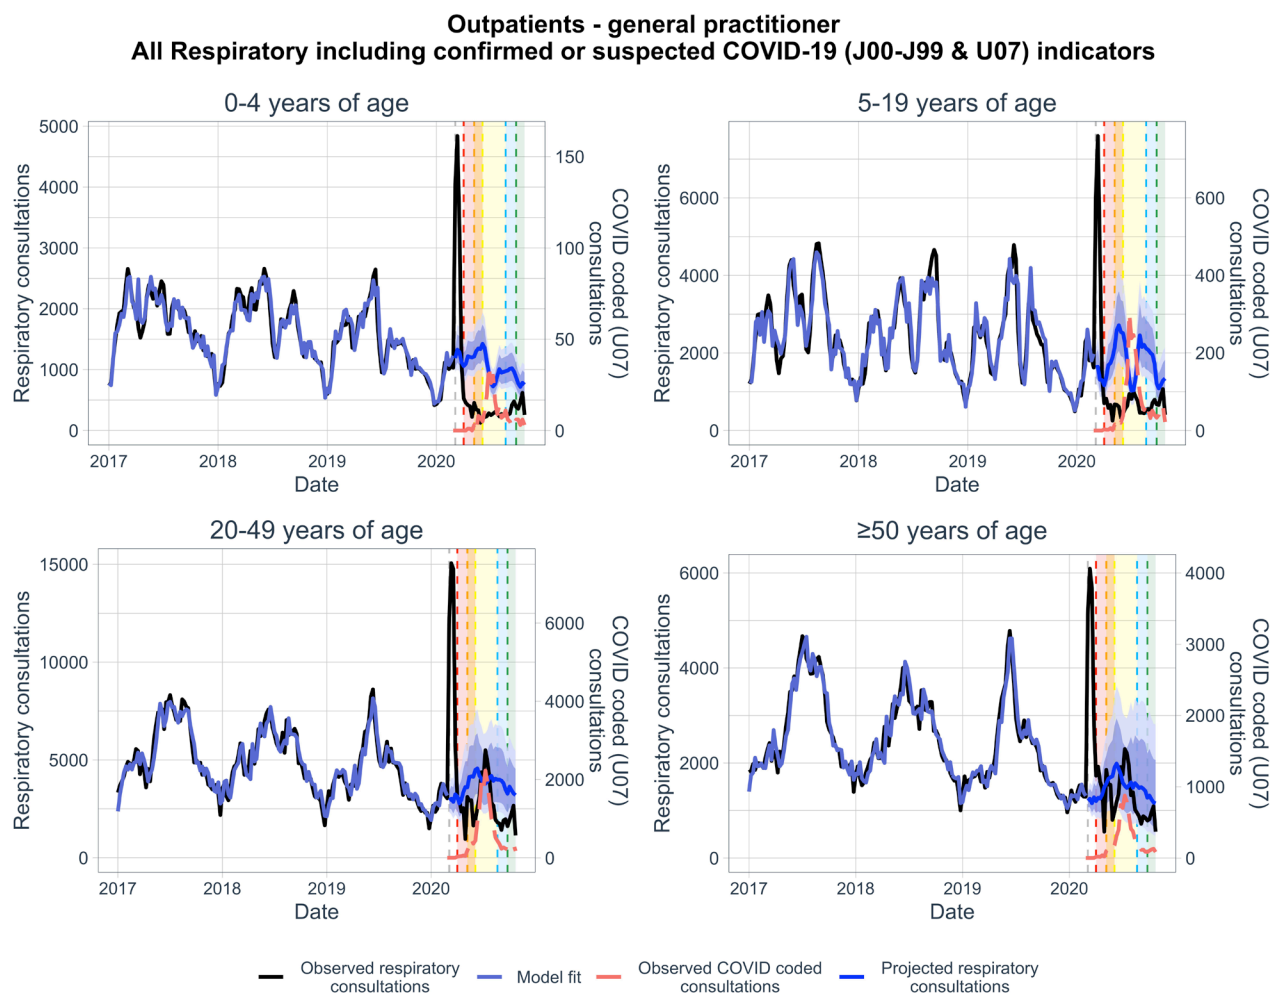 Outpatients - general practitioner
All Respiratory including confirmed or suspected COVID-19 (J00-J99 & U07) indicators
0-4 years of age
Respiratory consultations
5000
4000
3000
2000
1000
0
150
100
50
0
COVID coded (U07)
consultations
2017
2018
2019
2020
Date
5-19 years of age
Respiratory consultations
6000
4000
2000
0
600
400
200
0
COVID coded (U07)
consultations
2017
2018
2019
2020
Date
20-49 years of age
Respiratory consultations
15000
10000
5000
0
6000
4000
2000
0
COVID coded (U07)
consultations
2017
2018
2019
2020
Date
≥50 years of age
Respiratory consultations
6000
4000
2000
0
4000
3000
2000
1000
0
COVID coded (U07)
consultations
2017
2018
2019
2020
Date
Observed respiratory
consultations
Model fit
Observed COVID coded
consultations
Projected respiratory
consultations